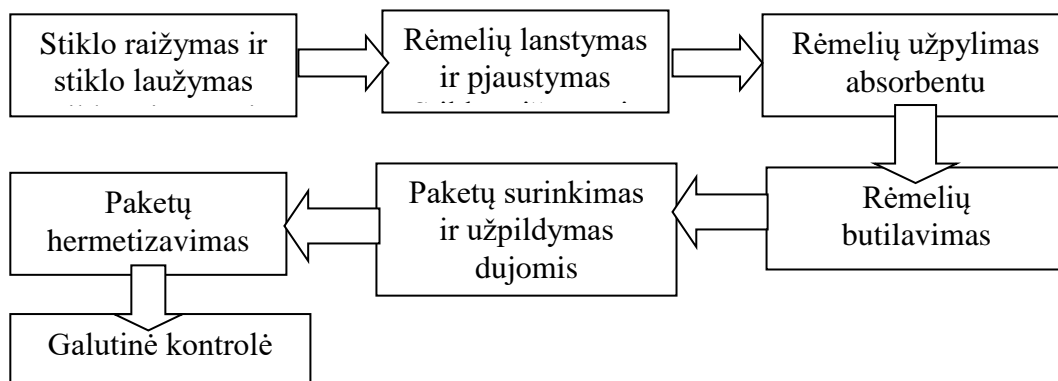 Stiklo raižymas ir
stiklo laužymas
Rėmelių lanstymas
ir pjaustymas
Rėmelių užpylimas
absorbentu
Rėmelių
butilavimas
Paketų surinkimas
ir užpildymas
dujomis
Paketų
hermetizavimas
Galutinė kontrolė